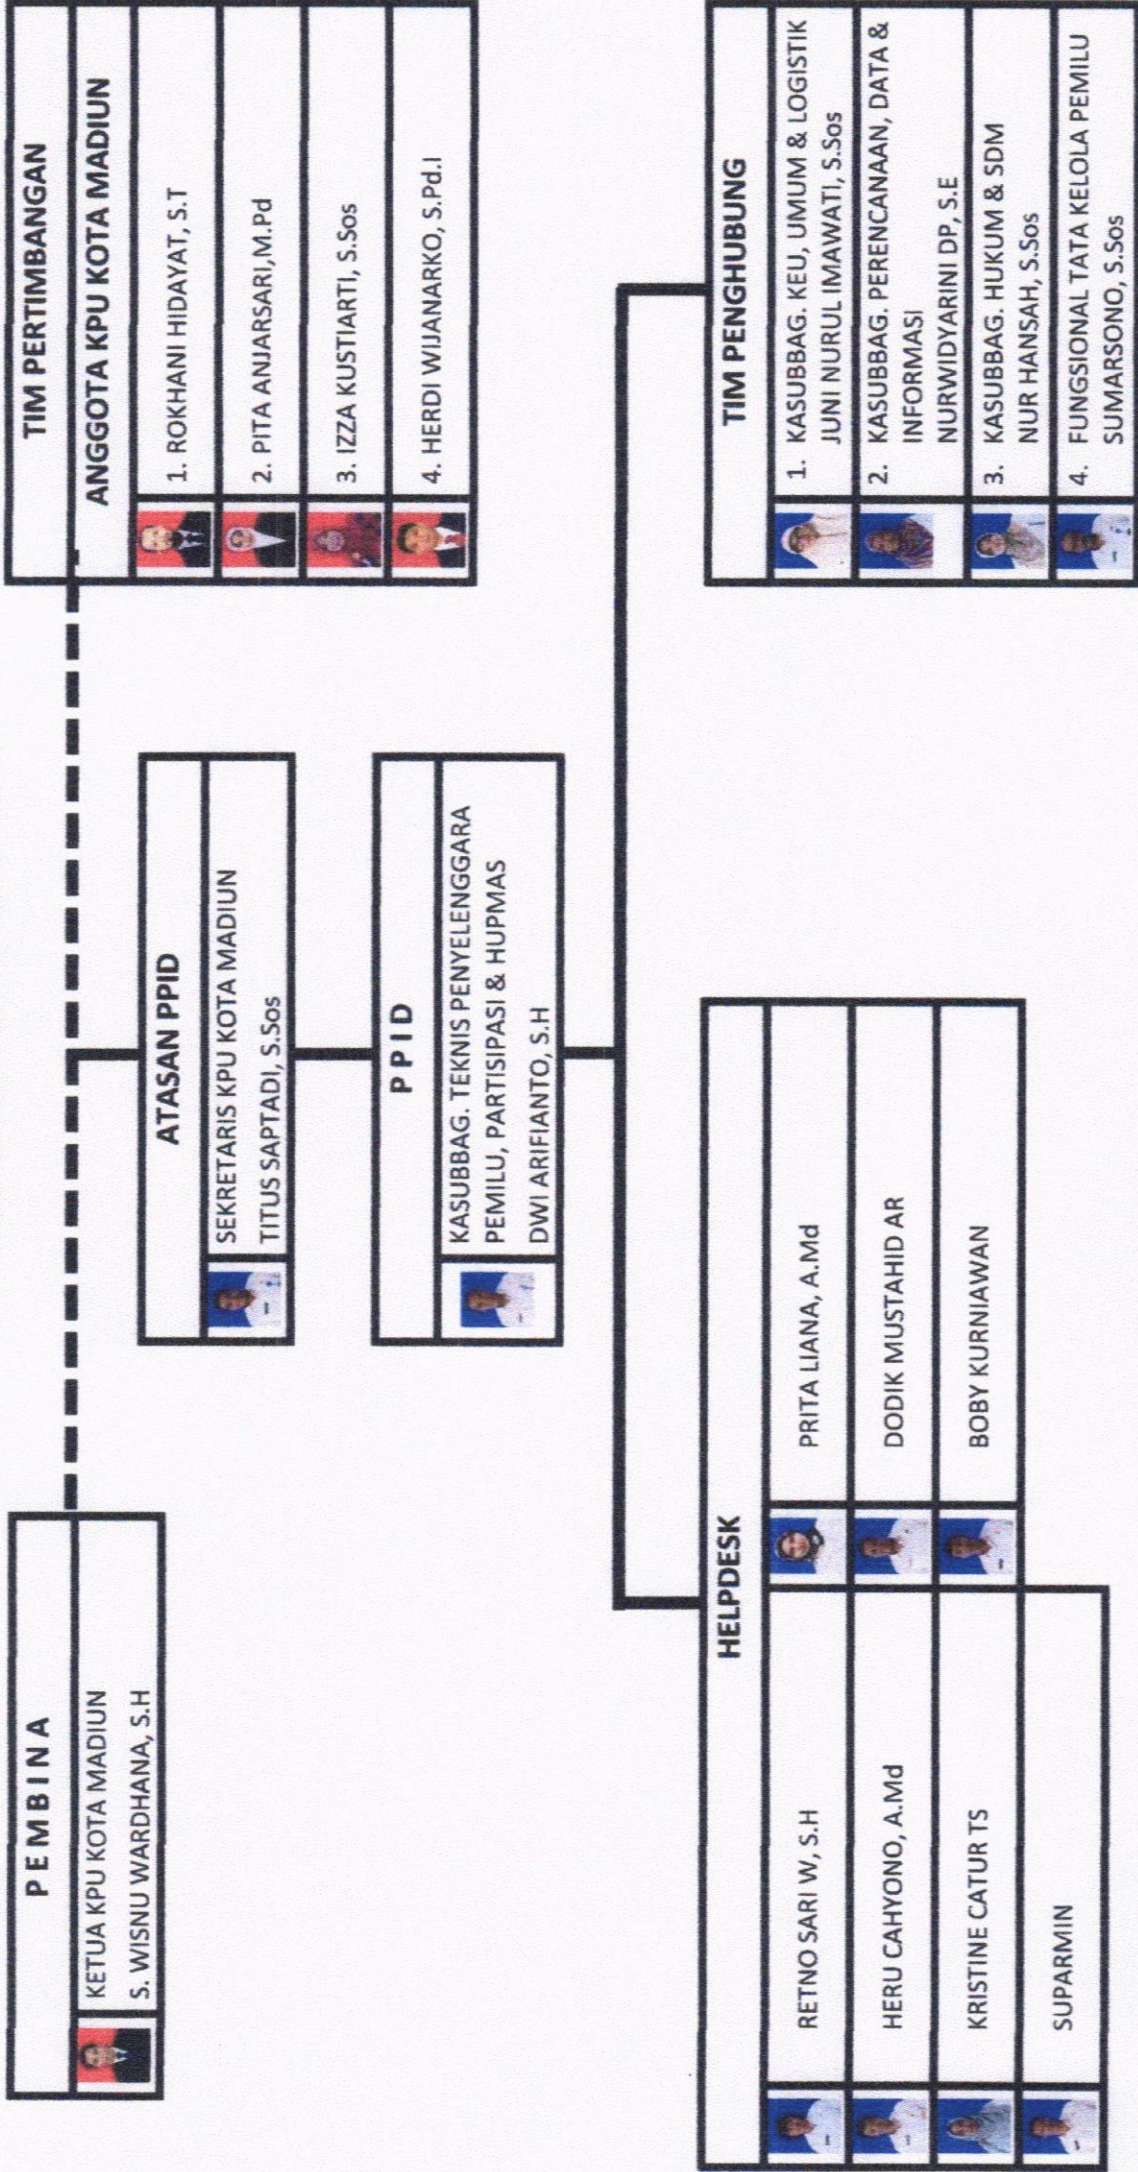 P E M B I N A
KETUA KPU KOTA MADIUN
S. WISNU WARDHANA, S.H
TIM PERTIMBANGAN
ANGGOTA KPU KOTA MADIUN
1. ROKHANI HIDAYAT, S.T
2. PITA ANJARSARI,M.Pd
3. IZZA KUSTIARTI, S.Sos
4. HERDI WIJANARKO, S.Pd.I
ATASAN PPID
SEKRETARIS KPU KOTA MADIUN
TITUS SAPTADI, S.Sos
P P I D
KASUBBAG. TEKNIS PENYELENGGARA
PEMILU, PARTISIPASI & HUPMAS
DWI ARIFIANTO, S.H
HELPDESK
RETNO SARI W, S.H
PRITA LIANA, A.Md
HERU CAHYONO, A.Md
DODIK MUSTAHID AR
KRISTINE CATUR TS
BOBY KURNIAWAN
SUPARMIN
TIM PENGHUBUNG
1. KASUBBAG. KEU, UMUM & LOGISTIK
JUNI NURUL IMAWATI, S.Sos
2. KASUBBAG. PERENCANAAN, DATA &
INFORMASI
NURWIDYARINI DP, S.E
3. KASUBBAG. HUKUM & SDM
NUR HANSAH, S.Sos
4. FUNGSIONAL TATA KELOLA PEMILU
SUMARSONO, S.Sos